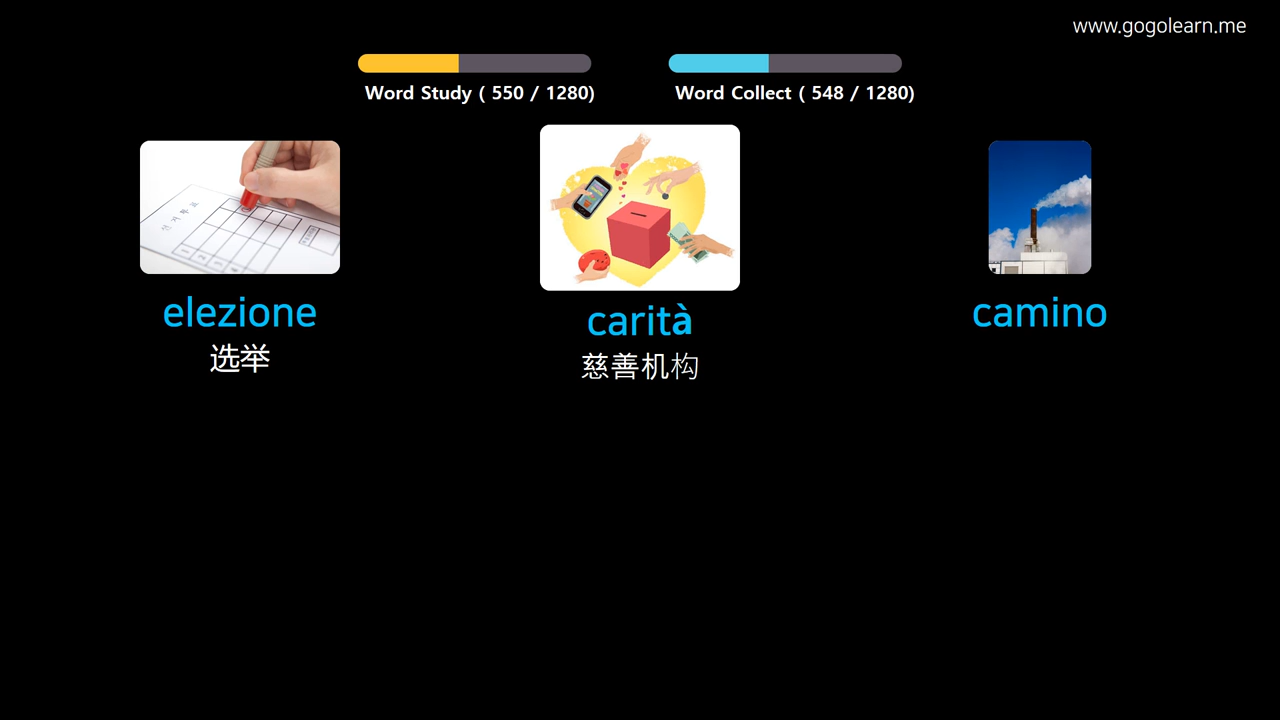 www.gogolearn.me
Word Study ( 550 / 1280)
Word Collect ( 548 / 1280)
elezione
carità
camino
选举
慈善机构